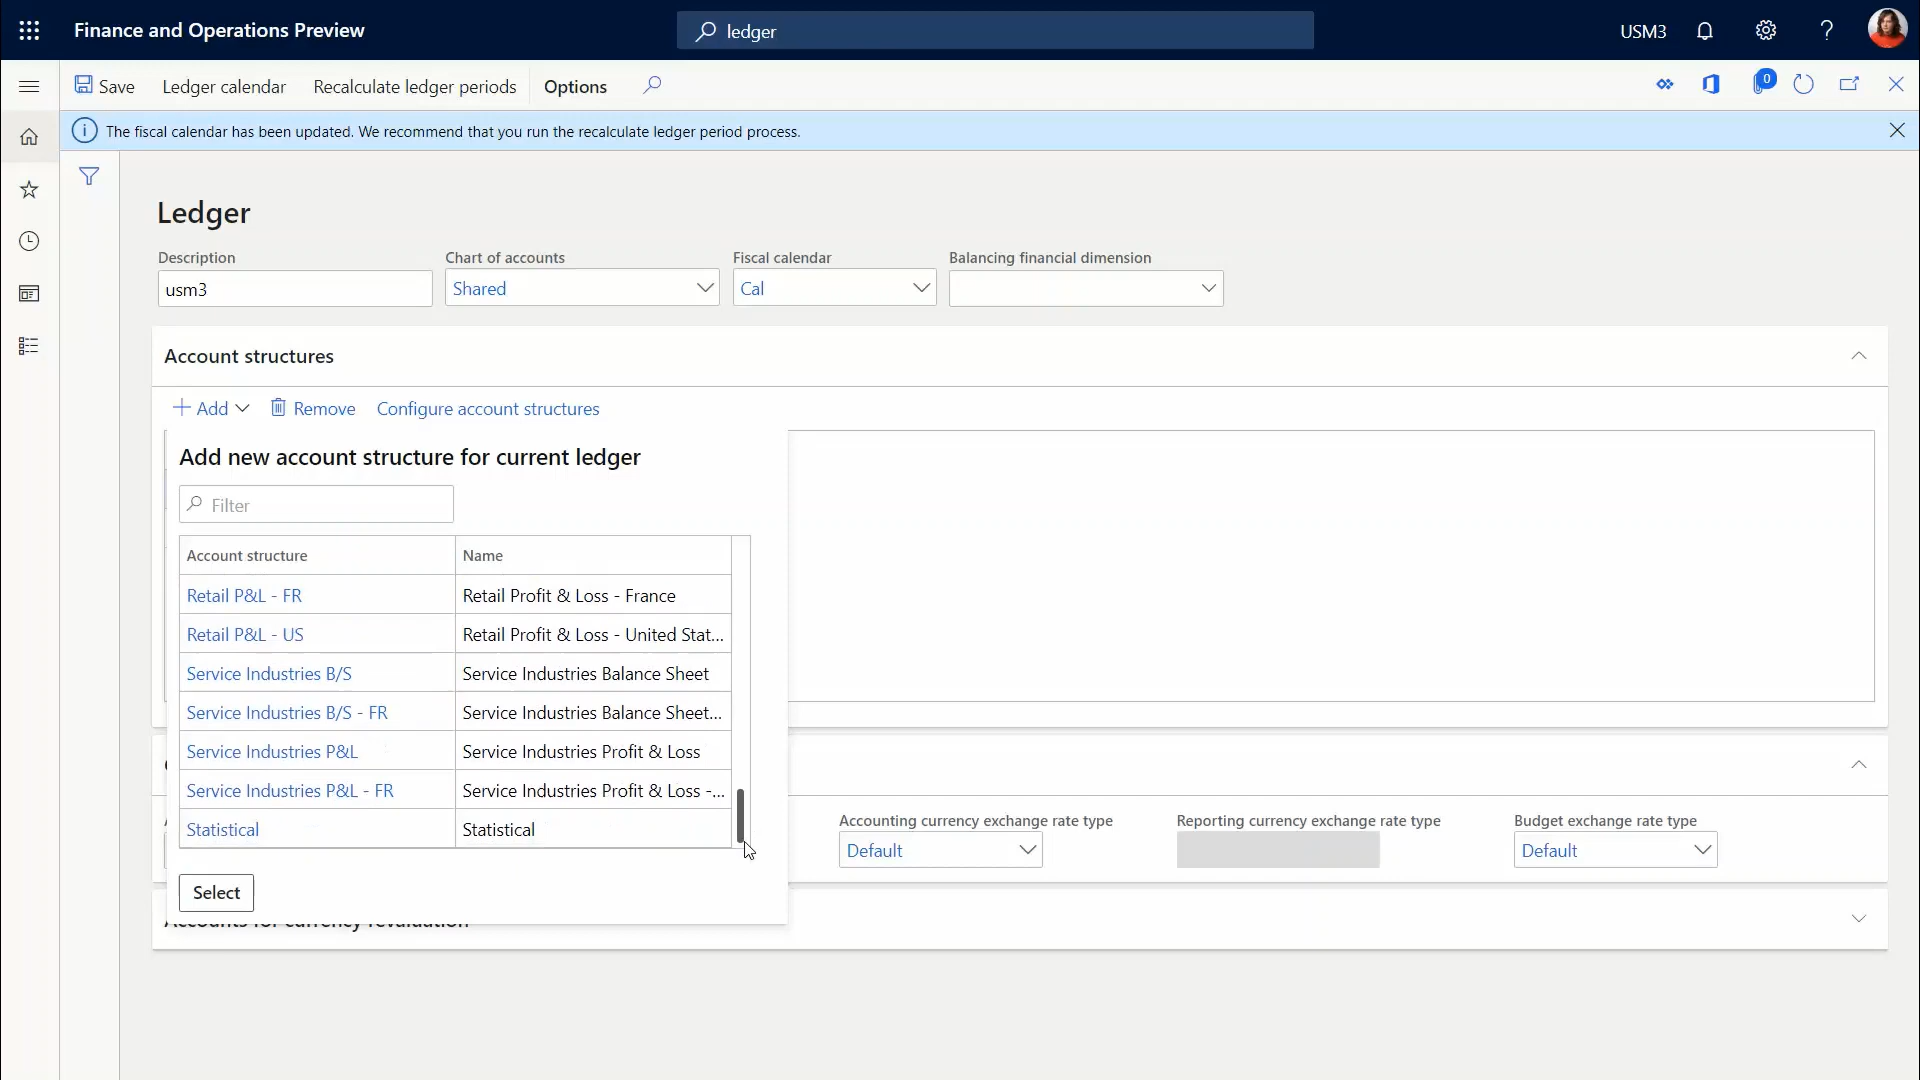 Finance and Operations Preview
ledger
USM3
Save
Ledger calendar
Recalculate ledger periods
Options
0
The fiscal calendar has been updated. We recommend that you run the recalculate ledger period process.
Ledger
Description
Chart of accounts
Fiscal calendar
Balancing financial dimension
usm3
Shared
Cal
Account structures
Add
Remove
Configure account structures
Add new account structure for current ledger
Filter
Account structure
Name
Retail P&L - FR
Retail Profit & Loss - France
Retail P&L - US
Retail Profit & Loss - United Stat...
Service Industries B/S
Service Industries Balance Sheet
Service Industries B/S - FR
Service Industries Balance Sheet...
Service Industries P&L
Service Industries Profit & Loss
Service Industries P&L - FR
Service Industries Profit & Loss -...
Statistical
Statistical
Accounting currency exchange rate type
Reporting currency exchange rate type
Budget exchange rate type
Default
Default
Select
Accounts for currency revaluation